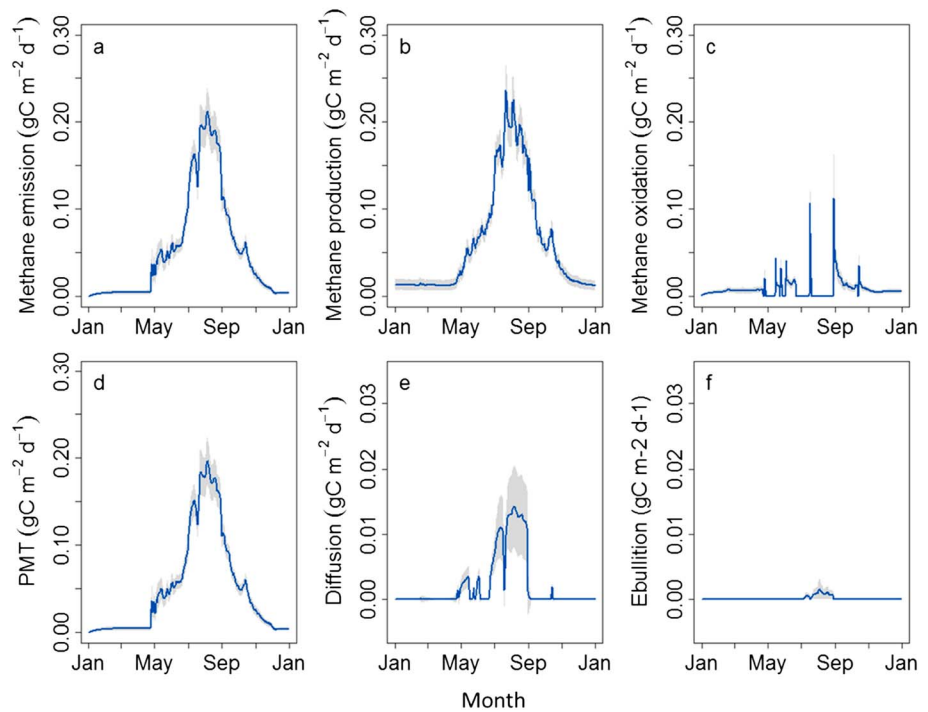 a
Methane emission (gC m⁻² d⁻¹)
0.00 0.10 0.20 0.30
Jan May Sep Jan
b
Methane production (gC m⁻² d⁻¹)
0.00 0.10 0.20 0.30
Jan May Sep Jan
c
Methane oxidation (gC m⁻² d⁻¹)
0.00 0.10 0.20 0.30
Jan May Sep Jan
d
PMT (gC m⁻² d⁻¹)
0.00 0.10 0.20 0.30
Jan May Sep Jan
e
Diffusion (gC m⁻² d⁻¹)
0.00 0.01 0.02 0.03
Jan May Sep Jan
f
Ebullition (gC m-2 d-1)
0.00 0.01 0.02 0.03
Jan May Sep Jan
Month